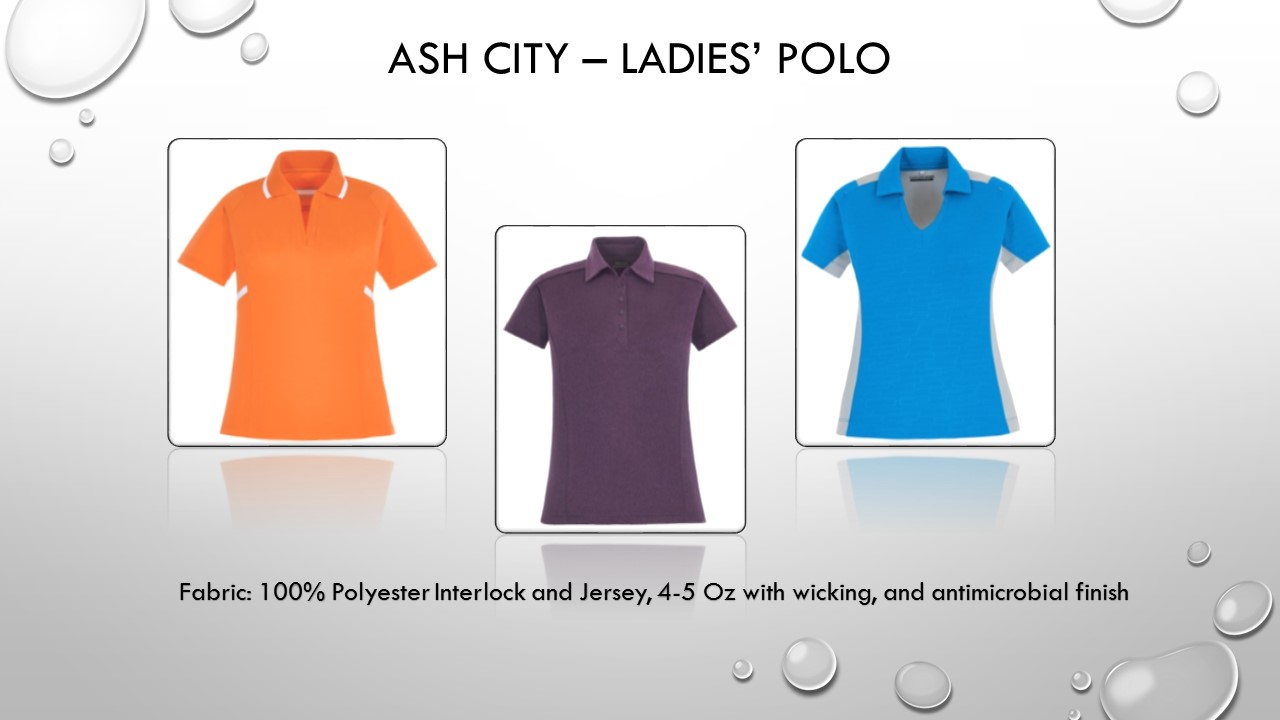 ASH CITY – LADIES’ POLO
Fabric: 100% Polyester Interlock and Jersey, 4-5 Oz with wicking, and antimicrobial finish